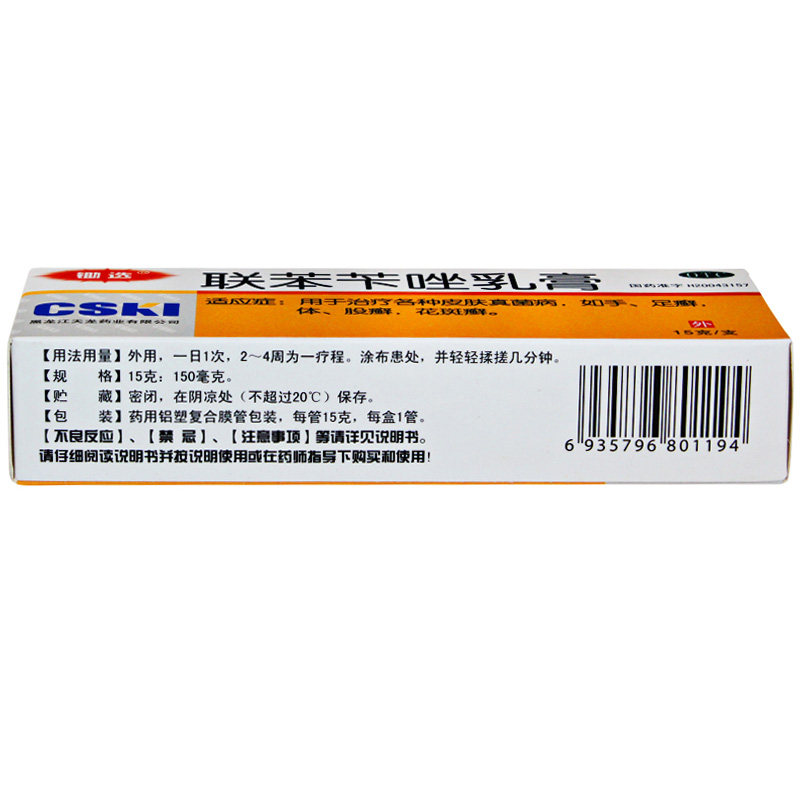 锄选®
联苯苄唑乳膏
OTC
国药准字 H20043157
CSKI
黑龙江天龙药业有限公司
适应症：用于治疗各种皮肤真菌病，如手、足癣，
体、股癣，花斑癣。
外
15克/支
【用法用量】外用，一日1次，2～4周为一疗程。涂布患处，并轻轻揉搓几分钟。
【规　　格】15克：150毫克。
【贮　　藏】密闭，在阴凉处（不超过20℃）保存。
【包　　装】药用铝塑复合膜管包装，每管15克，每盒1管。
【不良反应】、【禁 忌】、【注意事项】等请详见说明书。
请仔细阅读说明书并按说明使用或在药师指导下购买和使用！
6 935796 801194